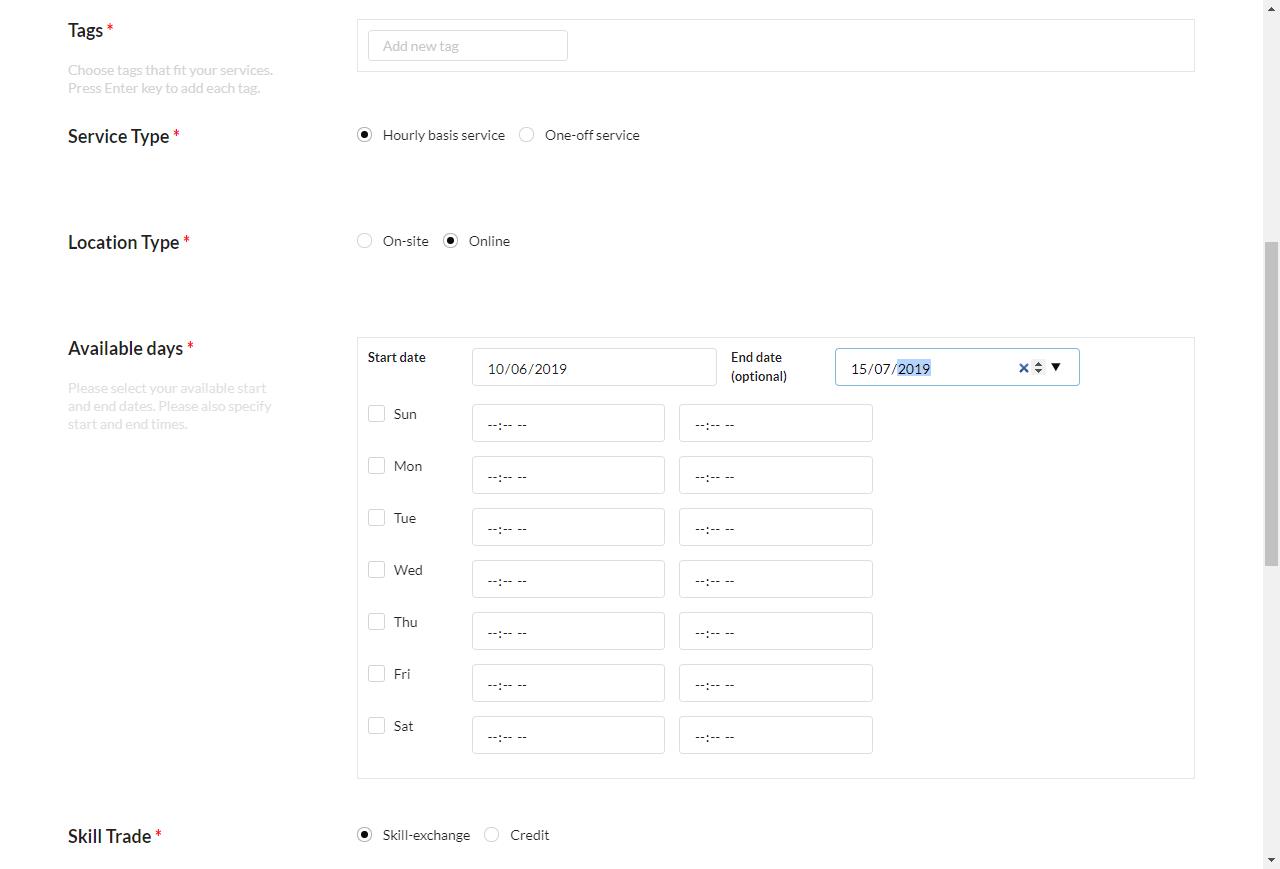 Tags *
Add new tag
Choose tags that fit your services.
Press Enter key to add each tag.
Service Type *
Hourly basis service
One-off service
Location Type *
On-site
Online
Available days *
Please select your available start
and end dates. Please also specify
start and end times.
Start date
10/06/2019
End date
(optional)
15/07/2019
Sun
--:-- --
--:-- --
Mon
--:-- --
--:-- --
Tue
--:-- --
--:-- --
Wed
--:-- --
--:-- --
Thu
--:-- --
--:-- --
Fri
--:-- --
--:-- --
Sat
--:-- --
--:-- --
Skill Trade *
Skill-exchange
Credit